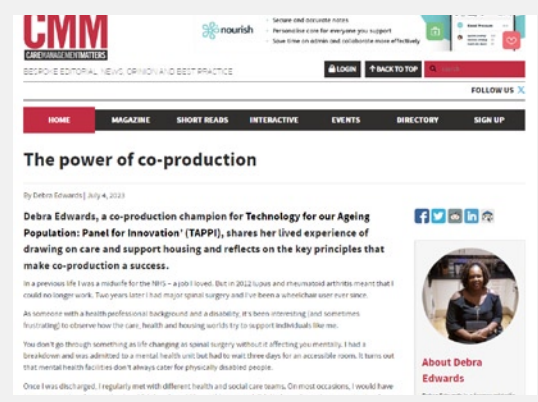 CMM
CAREMANAGEMENTMATTERS
nourish
Secure and accurate notes
Personalise care for everyone you support
Save time on admin and collaborate more effectively
BESPOKE EDITORIAL, NEWS, OPINION AND BEST PRACTICE
LOGIN
BACK TO TOP
FOLLOW US
HOME MAGAZINE SHORT READS INTERACTIVE EVENTS DIRECTORY SIGN UP
The power of co-production
By Debra Edwards | July 4, 2023
Debra Edwards, a co-production champion for Technology for our Ageing
Population: Panel for Innovation' (TAPPI), shares her lived experience of
drawing on care and support housing and reflects on the key principles that
make co-production a success.
In a previous life I was a midwife for the NHS – a job I loved. But in 2012 lupus and rheumatoid arthritis meant that I
could no longer work. Two years later I had major spinal surgery and I've been a wheelchair user ever since.
As someone with a health professional background and a disability, it's been interesting (and sometimes
frustrating) to observe how the care, health and housing worlds try to support individuals like me.
You don't go through something as life changing as spinal surgery without it affecting you mentally. I had a
breakdown and was admitted to a mental health unit but had to wait three days for an accessible room. It turns out
that mental health facilities don't always cater for physically disabled people.
Once I was discharged, I regularly met with different health and social care teams. On most occasions, I would have
About Debra
Edwards